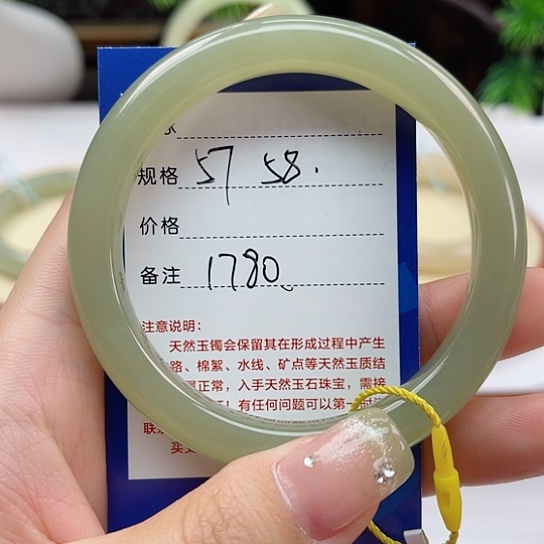 规格 57 58.
价格
备注 1780
注意说明:
天然玉镯会保留其在形成过程中产生
路、棉絮、水线、矿点等天然玉质结
正常,入手天然玉石珠宝,需接
!有任何问题可以第一
联
买